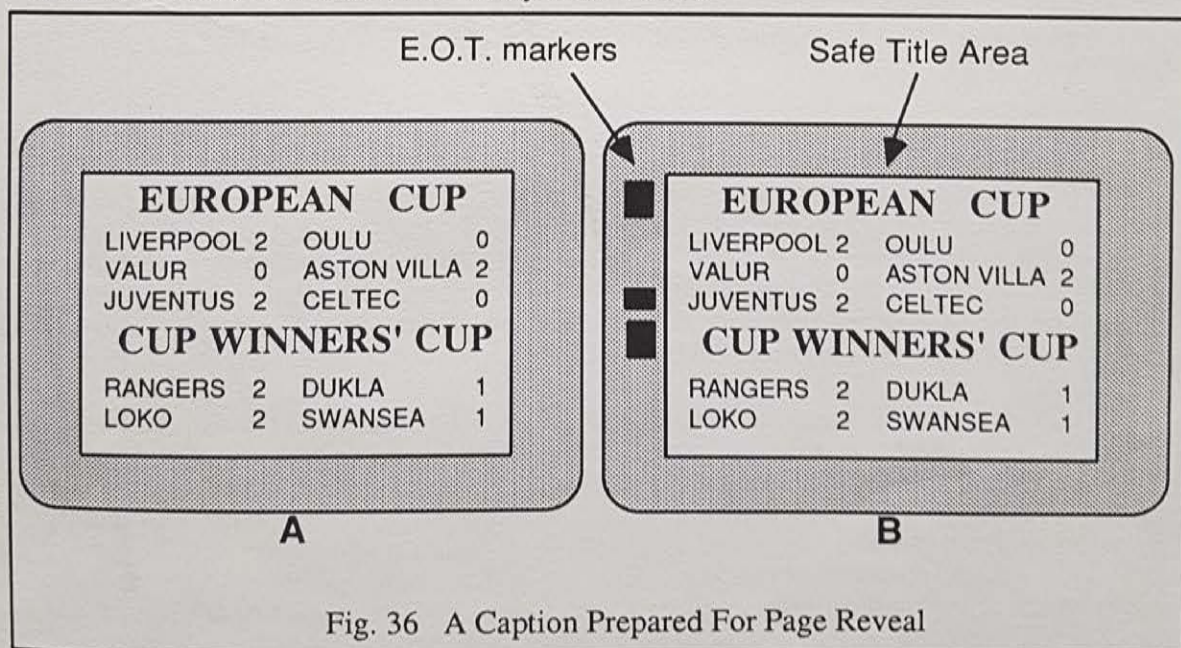 E.O.T. markers
Safe Title Area
EUROPEAN CUP
LIVERPOOL 2 OULU 0
VALUR 0 ASTON VILLA 2
JUVENTUS 2 CELTEC 0
CUP WINNERS' CUP
RANGERS 2 DUKLA 1
LOKO 2 SWANSEA 1
A
EUROPEAN CUP
LIVERPOOL 2 OULU 0
VALUR 0 ASTON VILLA 2
JUVENTUS 2 CELTEC 0
CUP WINNERS' CUP
RANGERS 2 DUKLA 1
LOKO 2 SWANSEA 1
B
Fig. 36 A Caption Prepared For Page Reveal